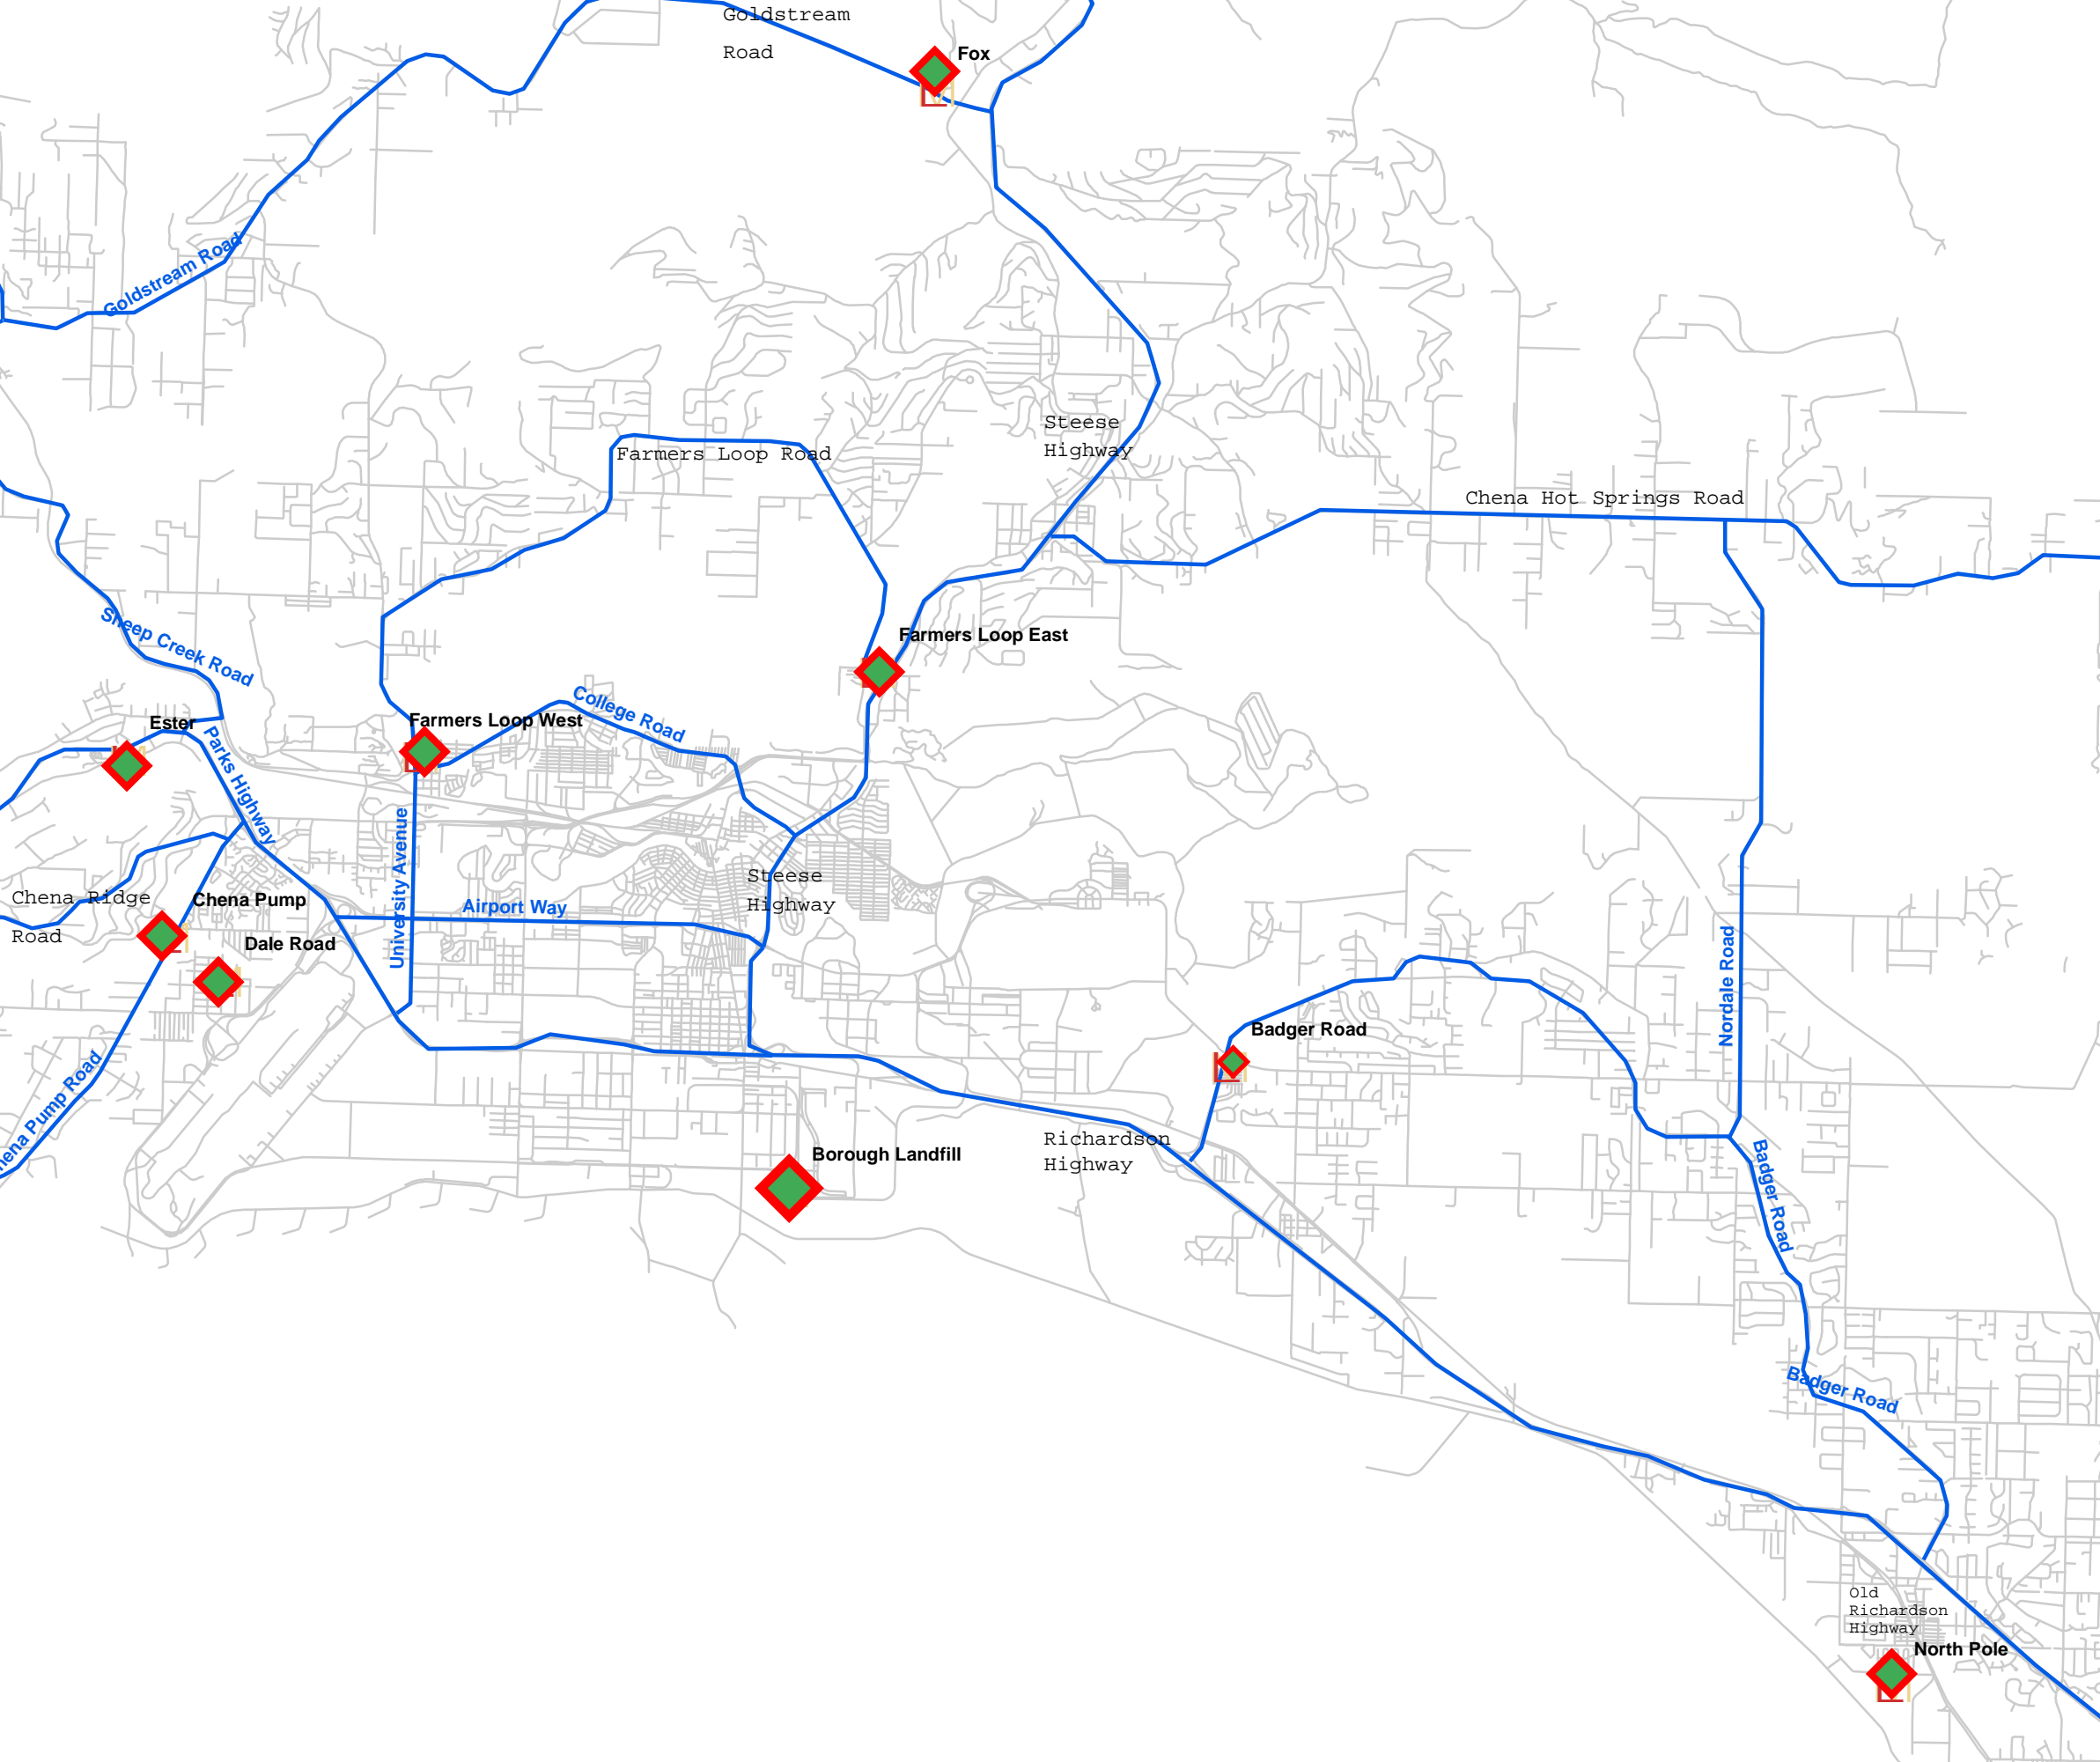 Goldstream
Road
Fox
Goldstream Road
Steese
Highway
Farmers Loop Road
Chena Hot Springs Road
Sheep Creek Road
Farmers Loop East
College Road
Farmers Loop West
Ester
Parks Highway
University Avenue
Steese
Highway
Chena Ridge
Road
Chena Pump
Airport Way
Dale Road
Nordale Road
Badger Road
hena Pump Road
Richardson
Highway
Borough Landfill
Badger Road
Badger Road
Old
Richardson
Highway
North Pole